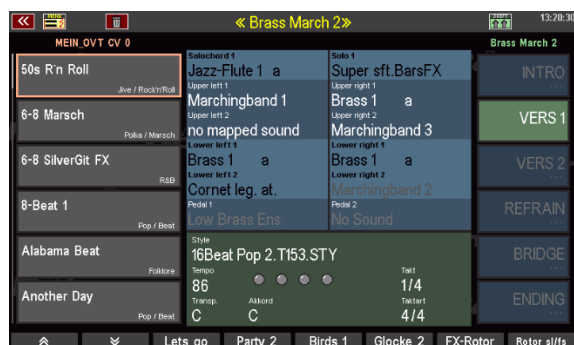 « Brass March 2»
13:20:30
MEIN_OVT CV 0
Brass March 2
50s R'n Roll
Jive / Rock'n'Roll
6-8 Marsch
Polka / Marsch
6-8 SilverGit FX
R&B
8-Beat 1
Pop / Beat
Alabama Beat
Folklore
Another Day
Pop / Beat
Solochord 1
Jazz-Flute 1 a
Solo 1
Super sft.BarsFX
Upper left 1
Marchingband 1
Upper right 1
Brass 1 a
Upper left 2
no mapped sound
Upper right 2
Marchingband 3
Lower left 1
Brass 1 a
Lower right 1
Brass 1 a
Lower left 2
Cornet leg. at.
Lower right 2
Marchingband 2
Pedal 1
Low Brass Ens.
Pedal 2
No Sound
Style
16Beat Pop 2.T153.STY
Tempo
86
Takt
1/4
Transp.
C
Akkord
C
Taktart
4/4
INTRO
VERS 1
VERS 2
REFRAIN
BRIDGE
ENDING
Lets go
Party 2
Birds 1
Glocke 2
FX-Rotor
Rotor sl/fs